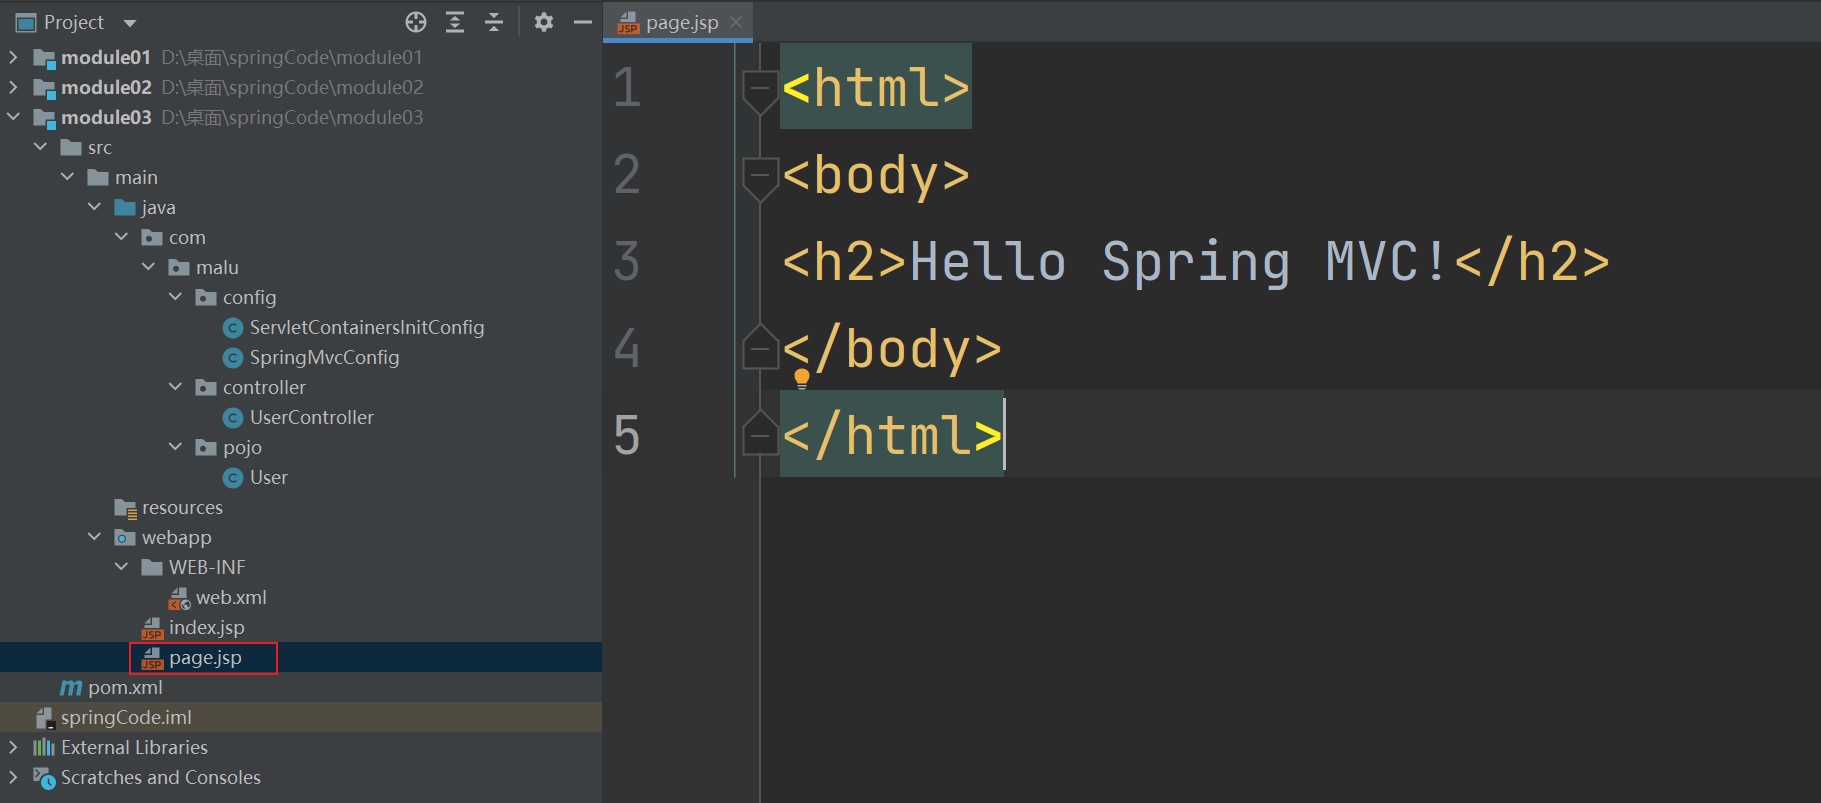 Project
module01 D:\桌面\springCode\module01
module02 D:\桌面\springCode\module02
module03 D:\桌面\springCode\module03
src
main
java
com
malu
config
ServletContainersInitConfig
SpringMvcConfig
controller
UserController
pojo
User
resources
webapp
WEB-INF
web.xml
index.jsp
page.jsp
pom.xml
springCode.iml
External Libraries
Scratches and Consoles
page.jsp
1 <html>
2 <body>
3 <h2>Hello Spring MVC!</h2>
4 </body>
5 </html>